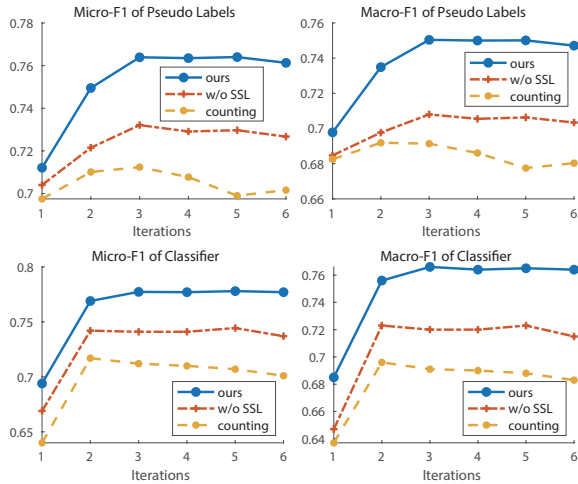 Micro-F1 of Pseudo Labels
0.78
0.76
0.74
0.72
0.7
ours
w/o SSL
counting
1 2 3 4 5 6
Iterations
Macro-F1 of Pseudo Labels
0.76
0.74
0.72
0.7
0.68
0.66
ours
w/o SSL
counting
1 2 3 4 5 6
Iterations
Micro-F1 of Classifier
0.8
0.75
0.7
0.65
ours
w/o SSL
counting
1 2 3 4 5 6
Iterations
Macro-F1 of Classifier
0.76
0.74
0.72
0.7
0.68
0.66
0.64
ours
w/o SSL
counting
1 2 3 4 5 6
Iterations